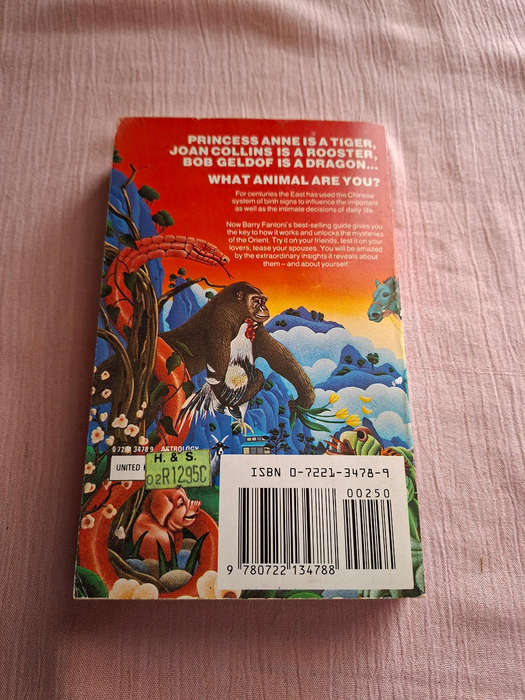 PRINCESS ANNE IS A TIGER,
JOAN COLLINS IS A ROOSTER,
BOB GELDOF IS A DRAGON...
WHAT ANIMAL ARE YOU?
For centuries the East has used the Chinese
system of birth signs to influence the important
as well as the intimate decisions of daily life.
Now Barry Fantoni's best-selling guide gives you
the key to how it works and unlocks the mysteries
of the Orient. Try it on your friends, test it on your
lovers, tease your spouses. You will be amazed
by the extraordinary insights it reveals about
them – and about yourself.
0 7221 3478 9 ASTROLOGY
UNITED
H. & S.
02R1295C
ISBN 0-7221-3478-9
00250
9 780722 134788